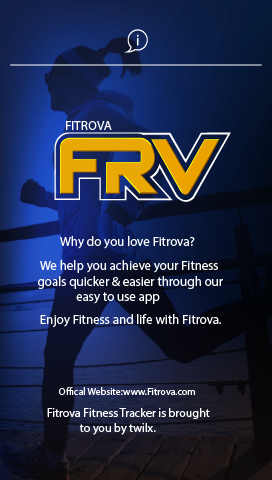 FITROVA
FRV
Why do you love Fitrova?
We help you achieve your Fitness
goals quicker & easier through our
easy to use app
Enjoy Fitness and life with Fitrova.
Offical Website:www.Fitrova.com
Fitrova Fitness Tracker is brought
to you by twilx.